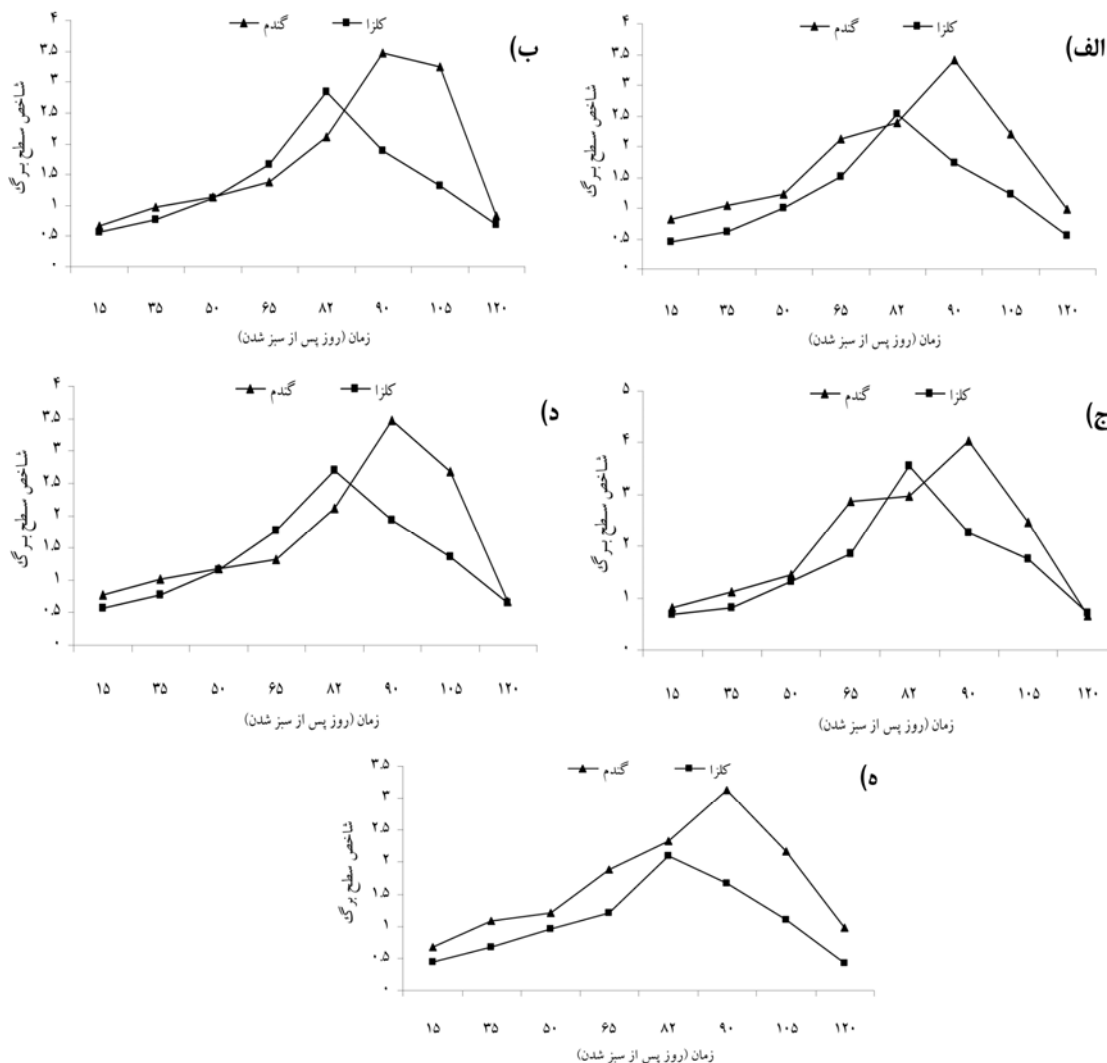 الف)
گندم کلزا
شاخص سطح برگ
۴
۳.۵
۳
۲.۵
۲
۱.۵
۱
۰.۵
۰
۱۵ ۳۵ ۵۰ ۶۵ ۸۲ ۹۰ ۱۰۵ ۱۲۰
زمان (روز پس از سبز شدن)
ب)
گندم کلزا
شاخص سطح برگ
۴
۳.۵
۳
۲.۵
۲
۱.۵
۱
۰.۵
۰
۱۵ ۳۵ ۵۰ ۶۵ ۸۲ ۹۰ ۱۰۵ ۱۲۰
زمان (روز پس از سبز شدن)
ج)
گندم کلزا
شاخص سطح برگ
۵
۴
۳
۲
۱
۰
۱۵ ۳۵ ۵۰ ۶۵ ۸۲ ۹۰ ۱۰۵ ۱۲۰
زمان (روز پس از سبز شدن)
د)
گندم کلزا
شاخص سطح برگ
۴
۳.۵
۳
۲.۵
۲
۱.۵
۱
۰.۵
۰
۱۵ ۳۵ ۵۰ ۶۵ ۸۲ ۹۰ ۱۰۵ ۱۲۰
زمان (روز پس از سبز شدن)
ه)
گندم کلزا
شاخص سطح برگ
۳.۵
۳
۲.۵
۲
۱.۵
۱
۰.۵
۰
۱۵ ۳۵ ۵۰ ۶۵ ۸۲ ۹۰ ۱۰۵ ۱۲۰
زمان (روز پس از سبز شدن)